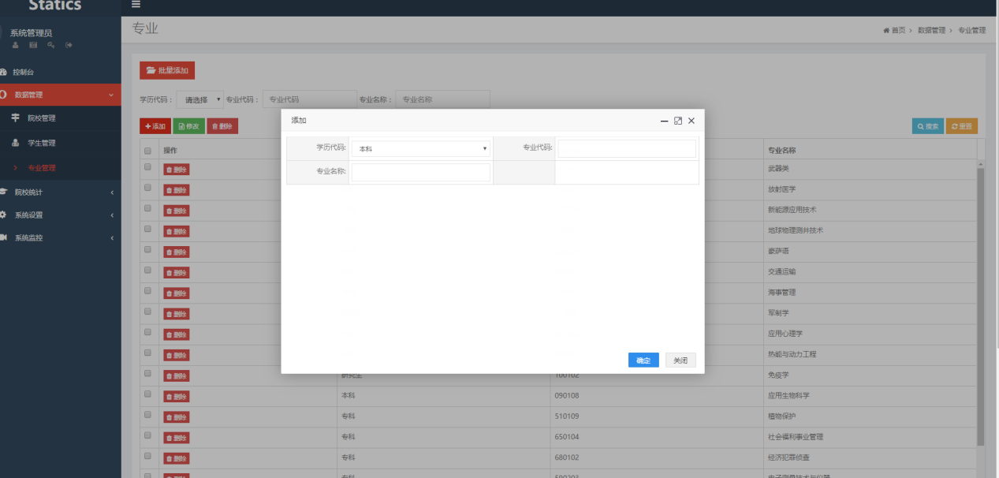 Statics
系统管理员
控制台
数据管理
院校管理
学生管理
专业管理
院校统计
系统设置
系统监控
专业
首页 › 数据管理 › 专业管理
批量添加
学历代码： 请选择 专业代码： 专业代码 专业名称： 专业名称
添加 修改 删除 搜索 重置
添加
学历代码: 本科 专业代码:
专业名称:
确定 关闭
操作 专业名称
删除 武器类
删除 放射医学
删除 新能源应用技术
删除 地球物理测井技术
删除 豪萨语
删除 交通运输
删除 海事管理
删除 军制学
删除 应用心理学
删除 热能与动力工程
删除 研究生 100102 免疫学
删除 本科 090108 应用生物科学
删除 专科 510109 植物保护
删除 专科 650104 社会福利事业管理
删除 专科 680102 经济犯罪侦查
删除 专科 590203 电子测量技术与仪器